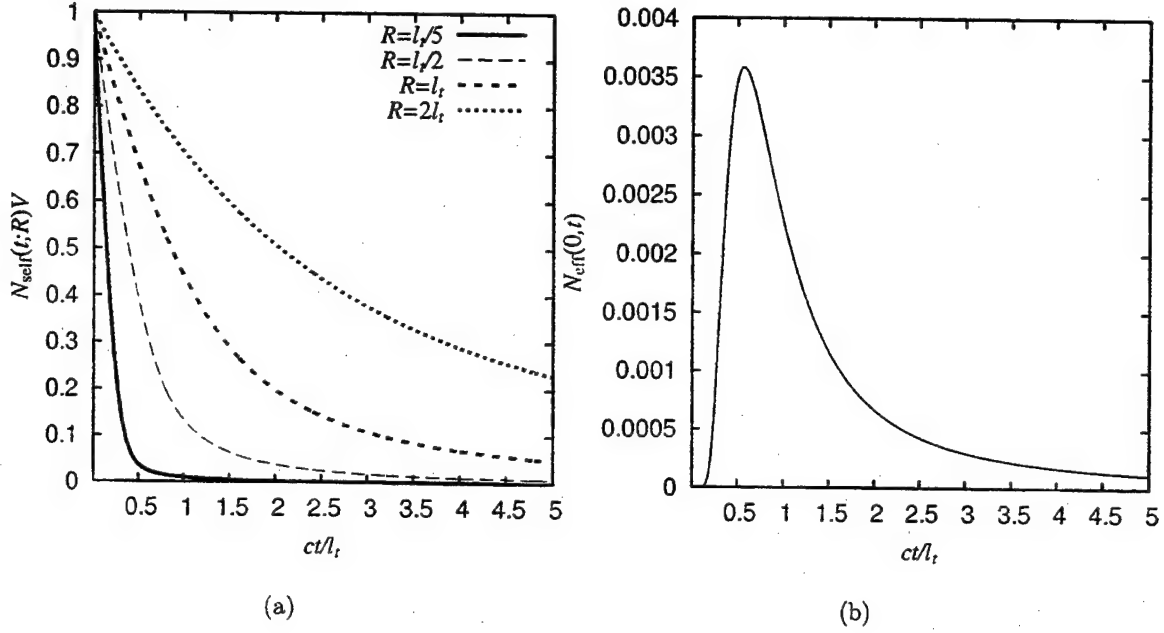 1
0.9
0.8
0.7
0.6
0.5
0.4
0.3
0.2
0.1
0
N_self(t;R)V
R=l_t/5
R=l_t/2
R=l_t
R=2l_t
0.5 1 1.5 2 2.5 3 3.5 4 4.5 5
ct/l_t
(a)
0.004
0.0035
0.003
0.0025
0.002
0.0015
0.001
0.0005
0
N_eff(0,t)
0.5 1 1.5 2 2.5 3 3.5 4 4.5 5
ct/l_t
(b)